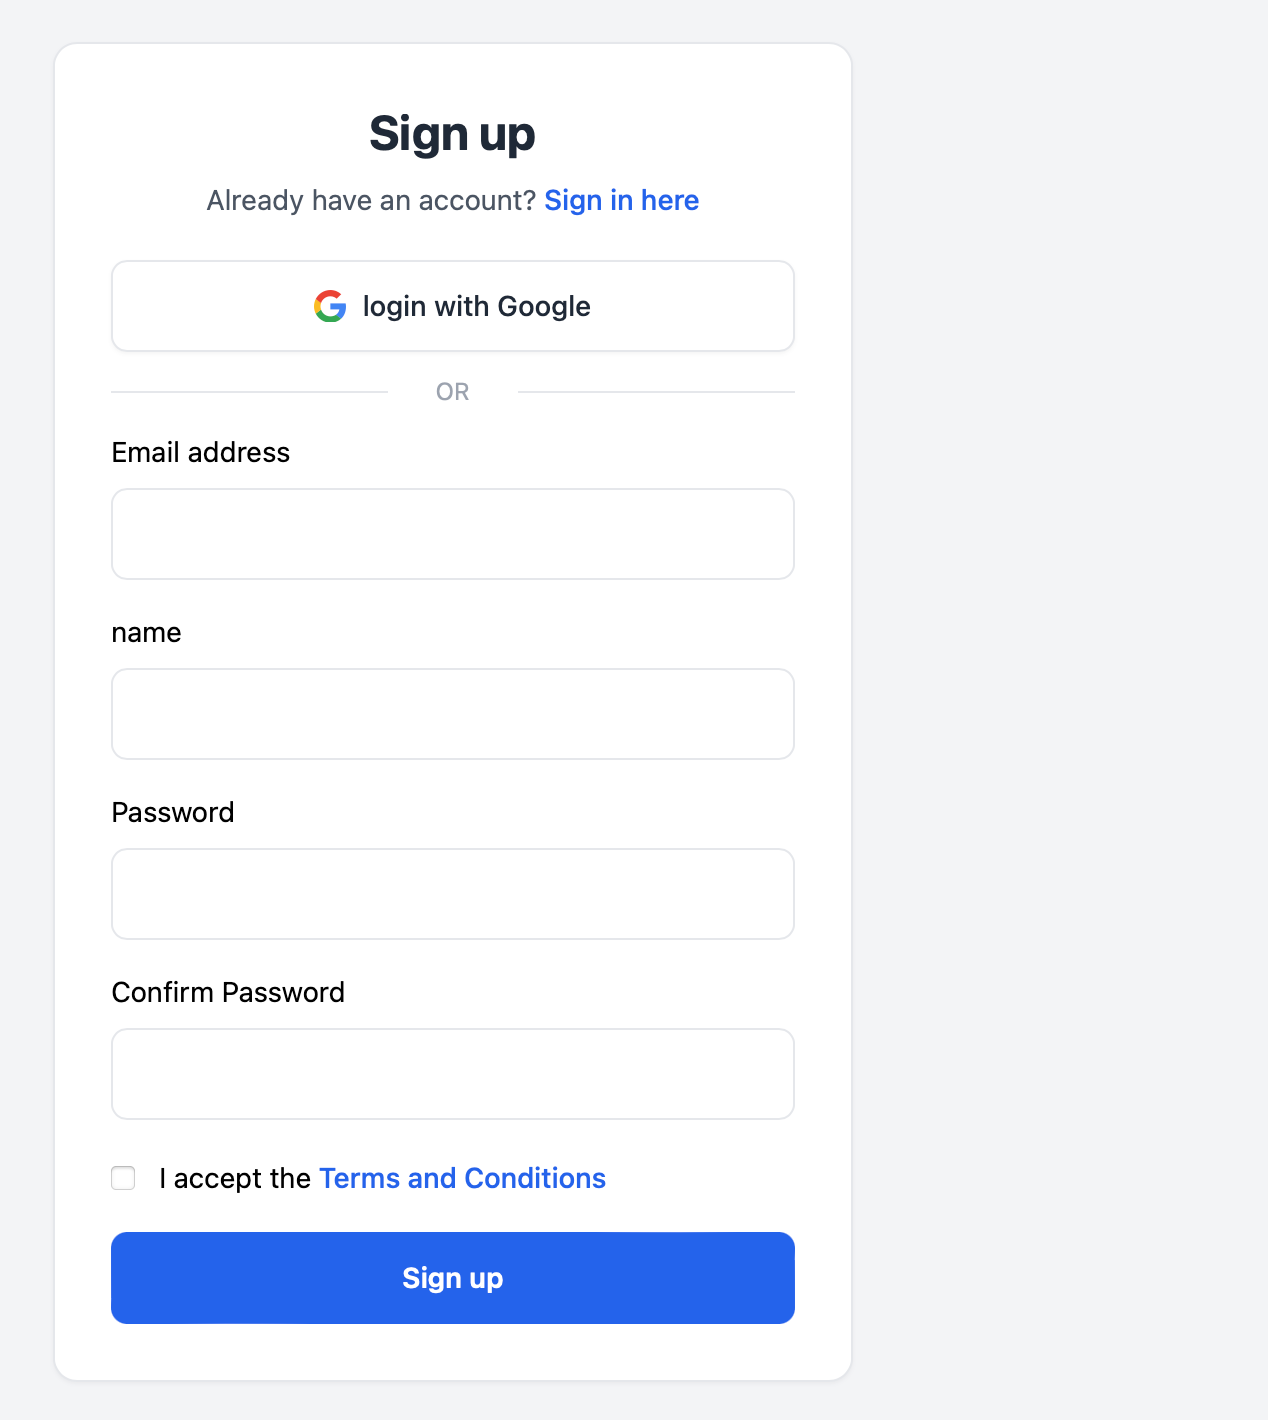 Sign up
Already have an account? Sign in here
login with Google
OR
Email address
name
Password
Confirm Password
I accept the Terms and Conditions
Sign up